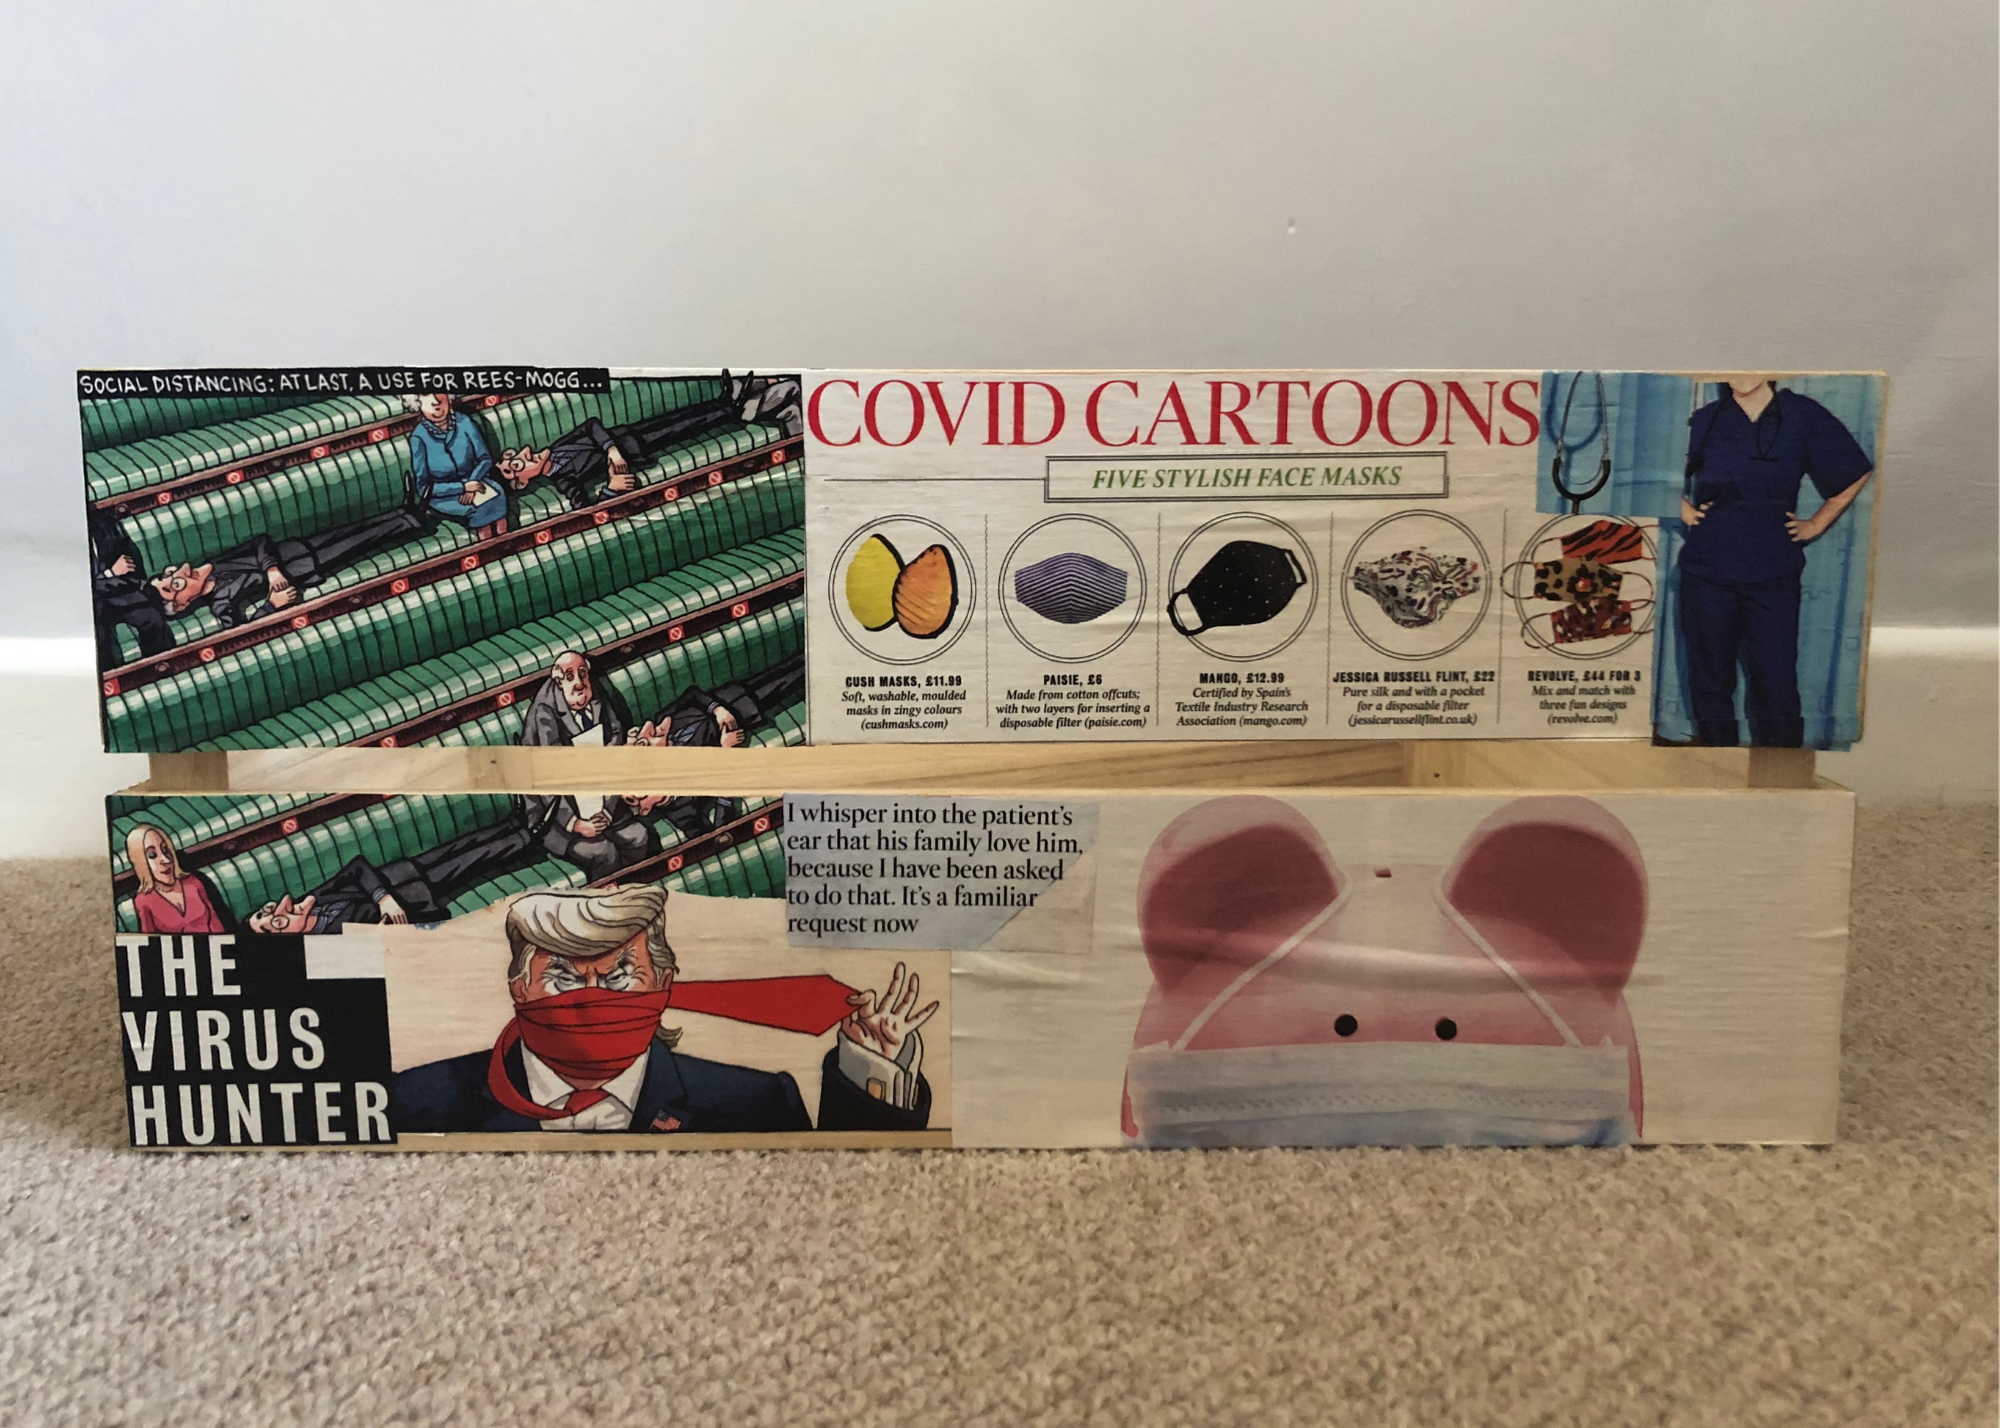 SOCIAL DISTANCING: AT LAST, A USE FOR REES-MOGG...
COVID CARTOONS
FIVE STYLISH FACE MASKS
CUSH MASKS, £11.99
Soft, washable, moulded
masks in zingy colours
(cushmasks.com)
PAISIE, £6
Made from cotton offcuts;
with two layers for inserting a
disposable filter (paisie.com)
MANGO, £12.99
Certified by Spain's
Textile Industry Research
Association (mango.com)
JESSICA RUSSELL FLINT, £22
Pure silk and with a pocket
for a disposable filter
(jessicarussellflint.co.uk)
REVOLVE, £44 FOR 3
Mix and match with
three fun designs
(revolve.com)
I whisper into the patient's
ear that his family love him,
because I have been asked
to do that. It's a familiar
request now
THE
VIRUS
HUNTER